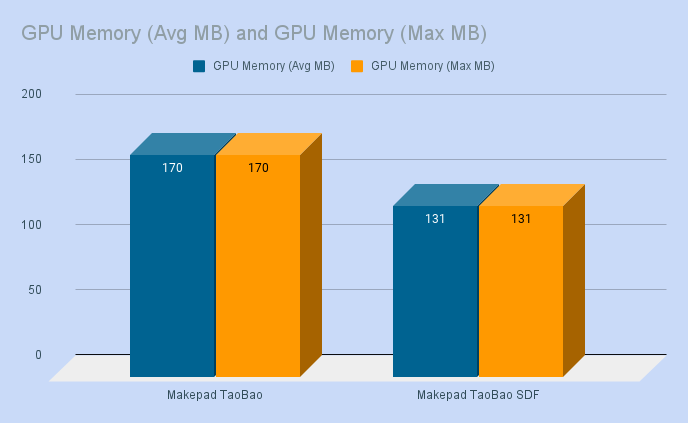 GPU Memory (Avg MB) and GPU Memory (Max MB)
GPU Memory (Avg MB) GPU Memory (Max MB)
200
150
100
50
0
170 170
131 131
Makepad TaoBao Makepad TaoBao SDF